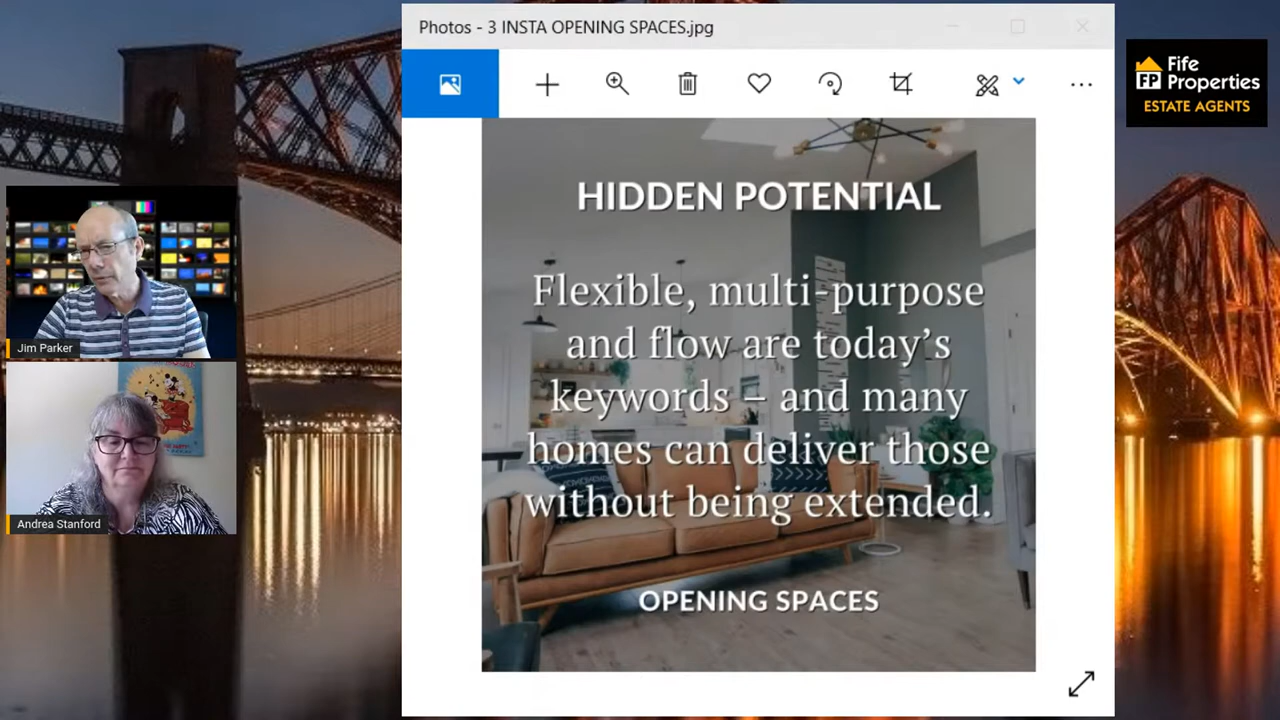 Photos - 3 INSTA OPENING SPACES.jpg
Fife
Properties
FP
ESTATE AGENTS
HIDDEN POTENTIAL
Flexible, multi-purpose
and flow are today’s
keywords – and many
homes can deliver those
without being extended.
OPENING SPACES
Jim Parker
Andrea Stanford